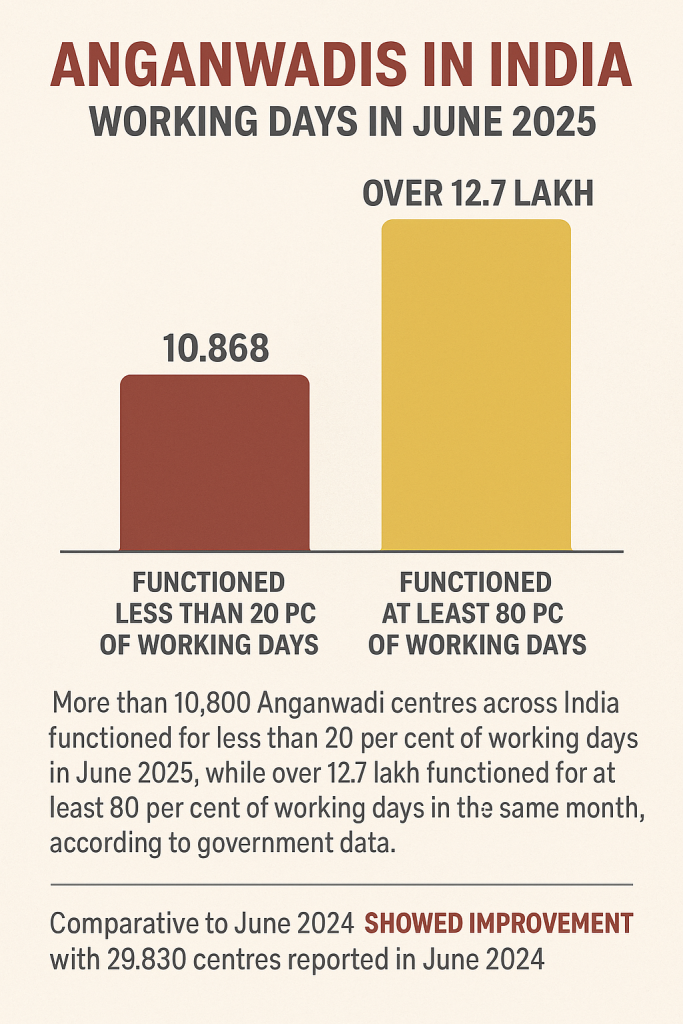 ANGANWADIS IN INDIA
WORKING DAYS IN JUNE 2025
OVER 12.7 LAKH
10.868
FUNCTIONED
LESS THAN 20 PC
OF WORKING DAYS
FUNCTIONED
AT LEAST 80 PC
OF WORKING DAYS
More than 10,800 Anganwadi centres across India
functioned for less than 20 per cent of working days
in June 2025, while over 12.7 lakh functioned for at
least 80 per cent of working days in the same month,
according to government data.
Comparative to June 2024 SHOWED IMPROVEMENT
with 29.830 centres reported in June 2024